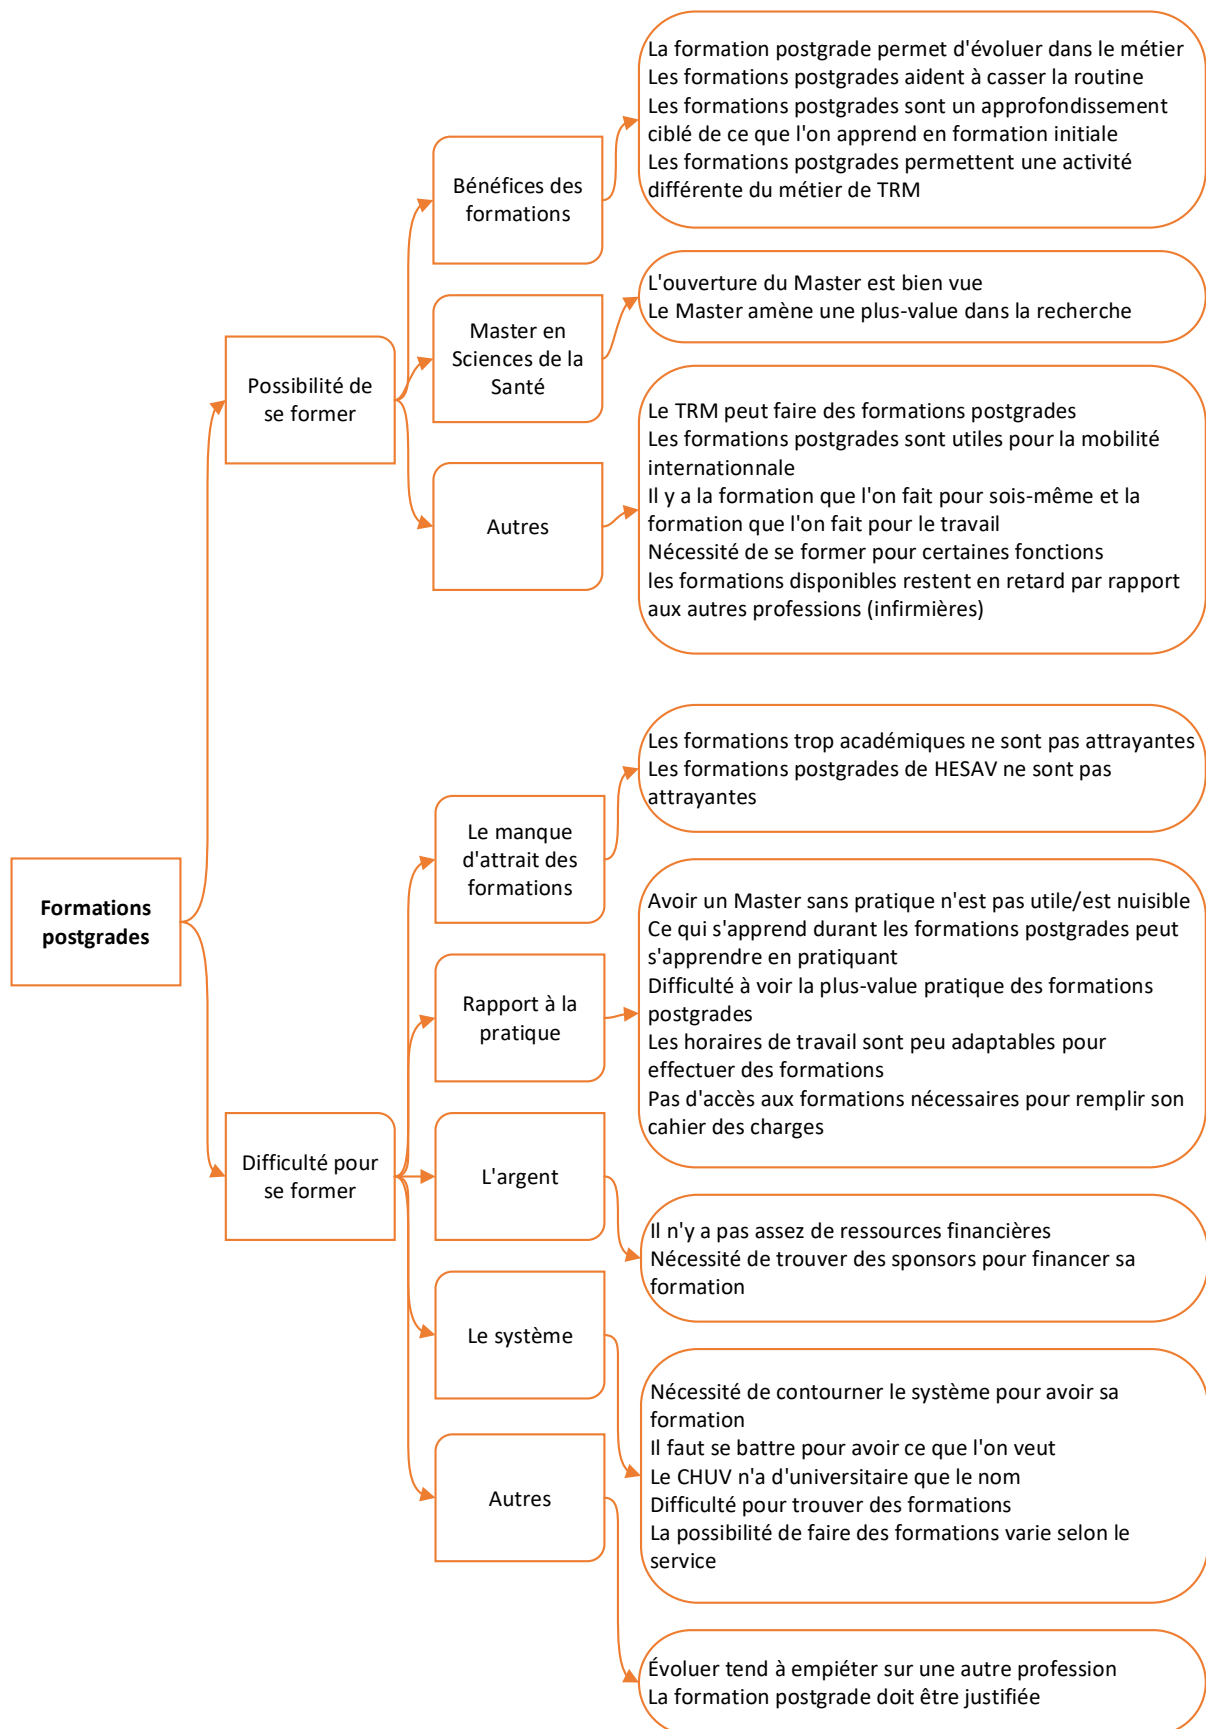 Formations
postgrades
Possibilité de
se former
Bénéfices des
formations
La formation postgrade permet d'évoluer dans le métier
Les formations postgrades aident à casser la routine
Les formations postgrades sont un approfondissement
ciblé de ce que l'on apprend en formation initiale
Les formations postgrades permettent une activité
différente du métier de TRM
Master en
Sciences de la
Santé
L'ouverture du Master est bien vue
Le Master amène une plus-value dans la recherche
Autres
Le TRM peut faire des formations postgrades
Les formations postgrades sont utiles pour la mobilité
internationnale
Il y a la formation que l'on fait pour sois-même et la
formation que l'on fait pour le travail
Nécessité de se former pour certaines fonctions
les formations disponibles restent en retard par rapport
aux autres professions (infirmières)
Difficulté pour
se former
Le manque
d'attrait des
formations
Les formations trop académiques ne sont pas attrayantes
Les formations postgrades de HESAV ne sont pas
attrayantes
Rapport à la
pratique
Avoir un Master sans pratique n'est pas utile/est nuisible
Ce qui s'apprend durant les formations postgrades peut
s'apprendre en pratiquant
Difficulté à voir la plus-value pratique des formations
postgrades
Les horaires de travail sont peu adaptables pour
effectuer des formations
Pas d'accès aux formations nécessaires pour remplir son
cahier des charges
L'argent
Il n'y a pas assez de ressources financières
Nécessité de trouver des sponsors pour financer sa
formation
Le système
Nécessité de contourner le système pour avoir sa
formation
Il faut se battre pour avoir ce que l'on veut
Le CHUV n'a d'universitaire que le nom
Difficulté pour trouver des formations
La possibilité de faire des formations varie selon le
service
Autres
Évoluer tend à empiéter sur une autre profession
La formation postgrade doit être justifiée